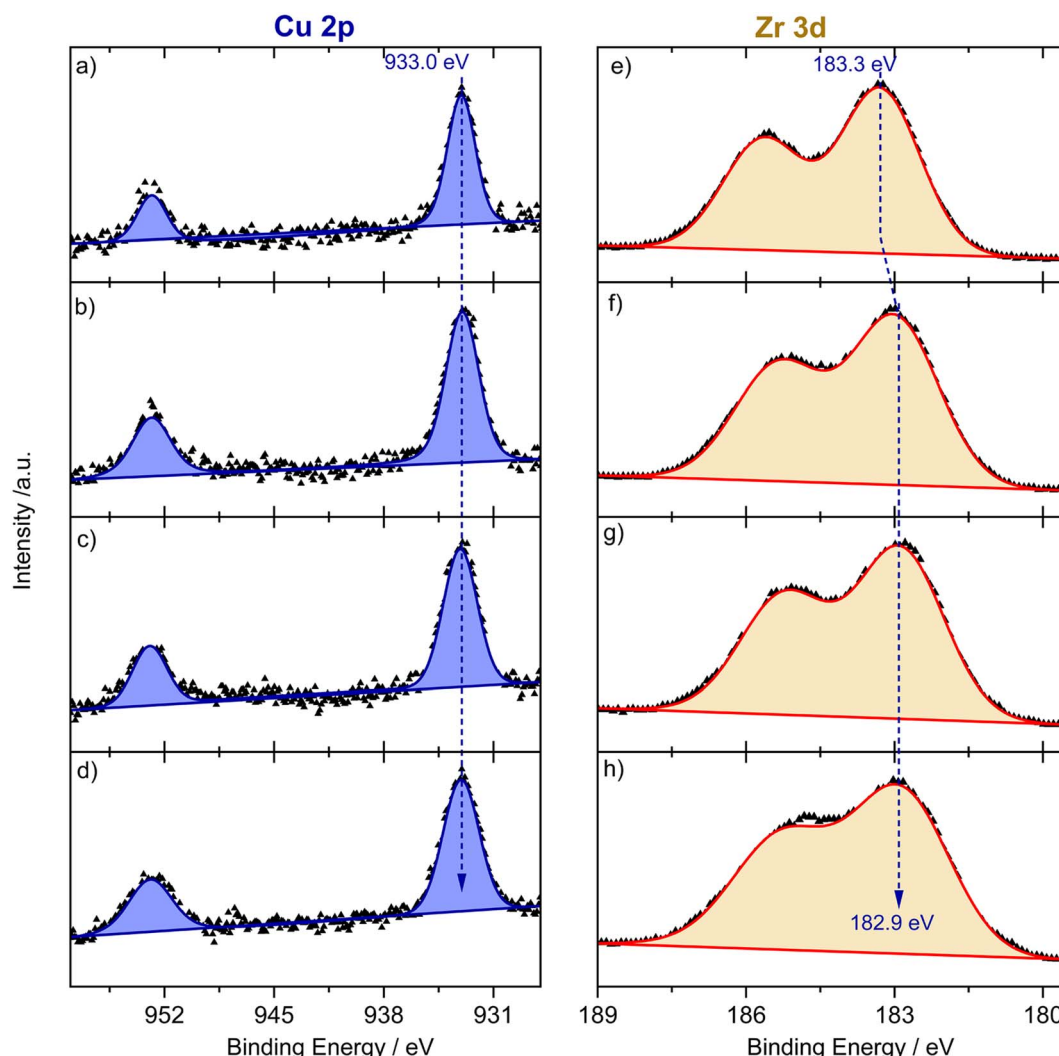 Cu 2p
Zr 3d
a)
933.0 eV
e)
183.3 eV
b)
f)
c)
g)
d)
h)
182.9 eV
Intensity /a.u.
952
945
938
931
189
186
183
180
Binding Energy / eV
Binding Energy / eV